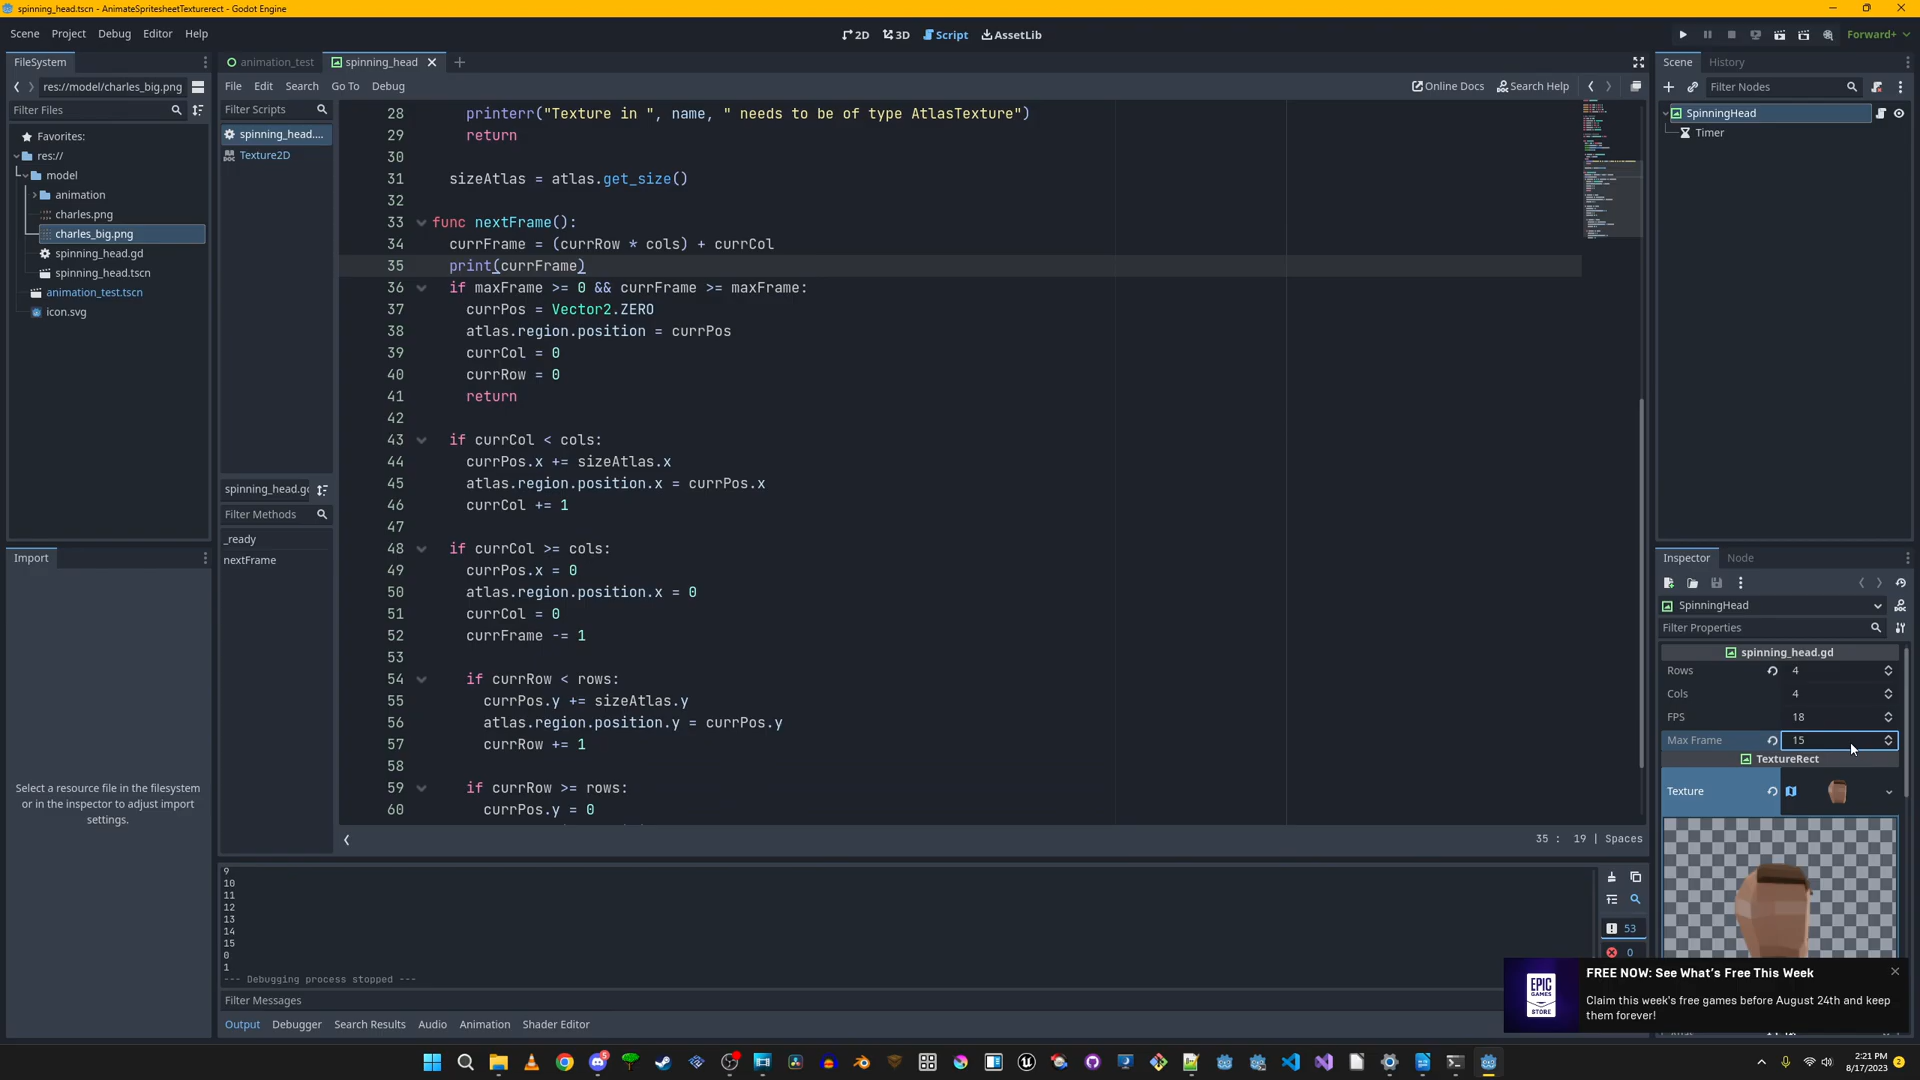 spinning_head.tscn - AnimateSpritesheetTexturerect - Godot Engine
Scene Project Debug Editor Help
2D 3D Script AssetLib
Forward+
FileSystem
res://model/charles_big.png
Filter Files
Favorites:
res://
model
animation
charles.png
charles_big.png
spinning_head.gd
spinning_head.tscn
animation_test.tscn
icon.svg
Import
Select a resource file in the filesystem
or in the inspector to adjust import
settings.
animation_test spinning_head
File Edit Search Go To Debug
Online Docs Search Help
Filter Scripts
spinning_head....
Texture2D
spinning_head.gd
Filter Methods
_ready
nextFrame
28 printerr("Texture in ", name, " needs to be of type AtlasTexture")
29 return
30
31 sizeAtlas = atlas.get_size()
32
33 func nextFrame():
34 currFrame = (currRow * cols) + currCol
35 print(currFrame)
36 if maxFrame >= 0 && currFrame >= maxFrame:
37 currPos = Vector2.ZERO
38 atlas.region.position = currPos
39 currCol = 0
40 currRow = 0
41 return
42
43 if currCol < cols:
44 currPos.x += sizeAtlas.x
45 atlas.region.position.x = currPos.x
46 currCol += 1
47
48 if currCol >= cols:
49 currPos.x = 0
50 atlas.region.position.x = 0
51 currCol = 0
52 currFrame -= 1
53
54 if currRow < rows:
55 currPos.y += sizeAtlas.y
56 atlas.region.position.y = currPos.y
57 currRow += 1
58
59 if currRow >= rows:
60 currPos.y = 0
35 : 19 | Spaces
9
10
11
12
13
14
15
0
1
--- Debugging process stopped ---
Filter Messages
53
0
Output Debugger Search Results Audio Animation Shader Editor
Scene History
Filter Nodes
SpinningHead
Timer
Inspector Node
SpinningHead
Filter Properties
spinning_head.gd
Rows 4
Cols 4
FPS 18
Max Frame 15
TextureRect
Texture
EPIC
GAMES
STORE
FREE NOW: See What's Free This Week
Claim this week's free games before August 24th and keep
them forever!
2:21 PM
8/17/2023